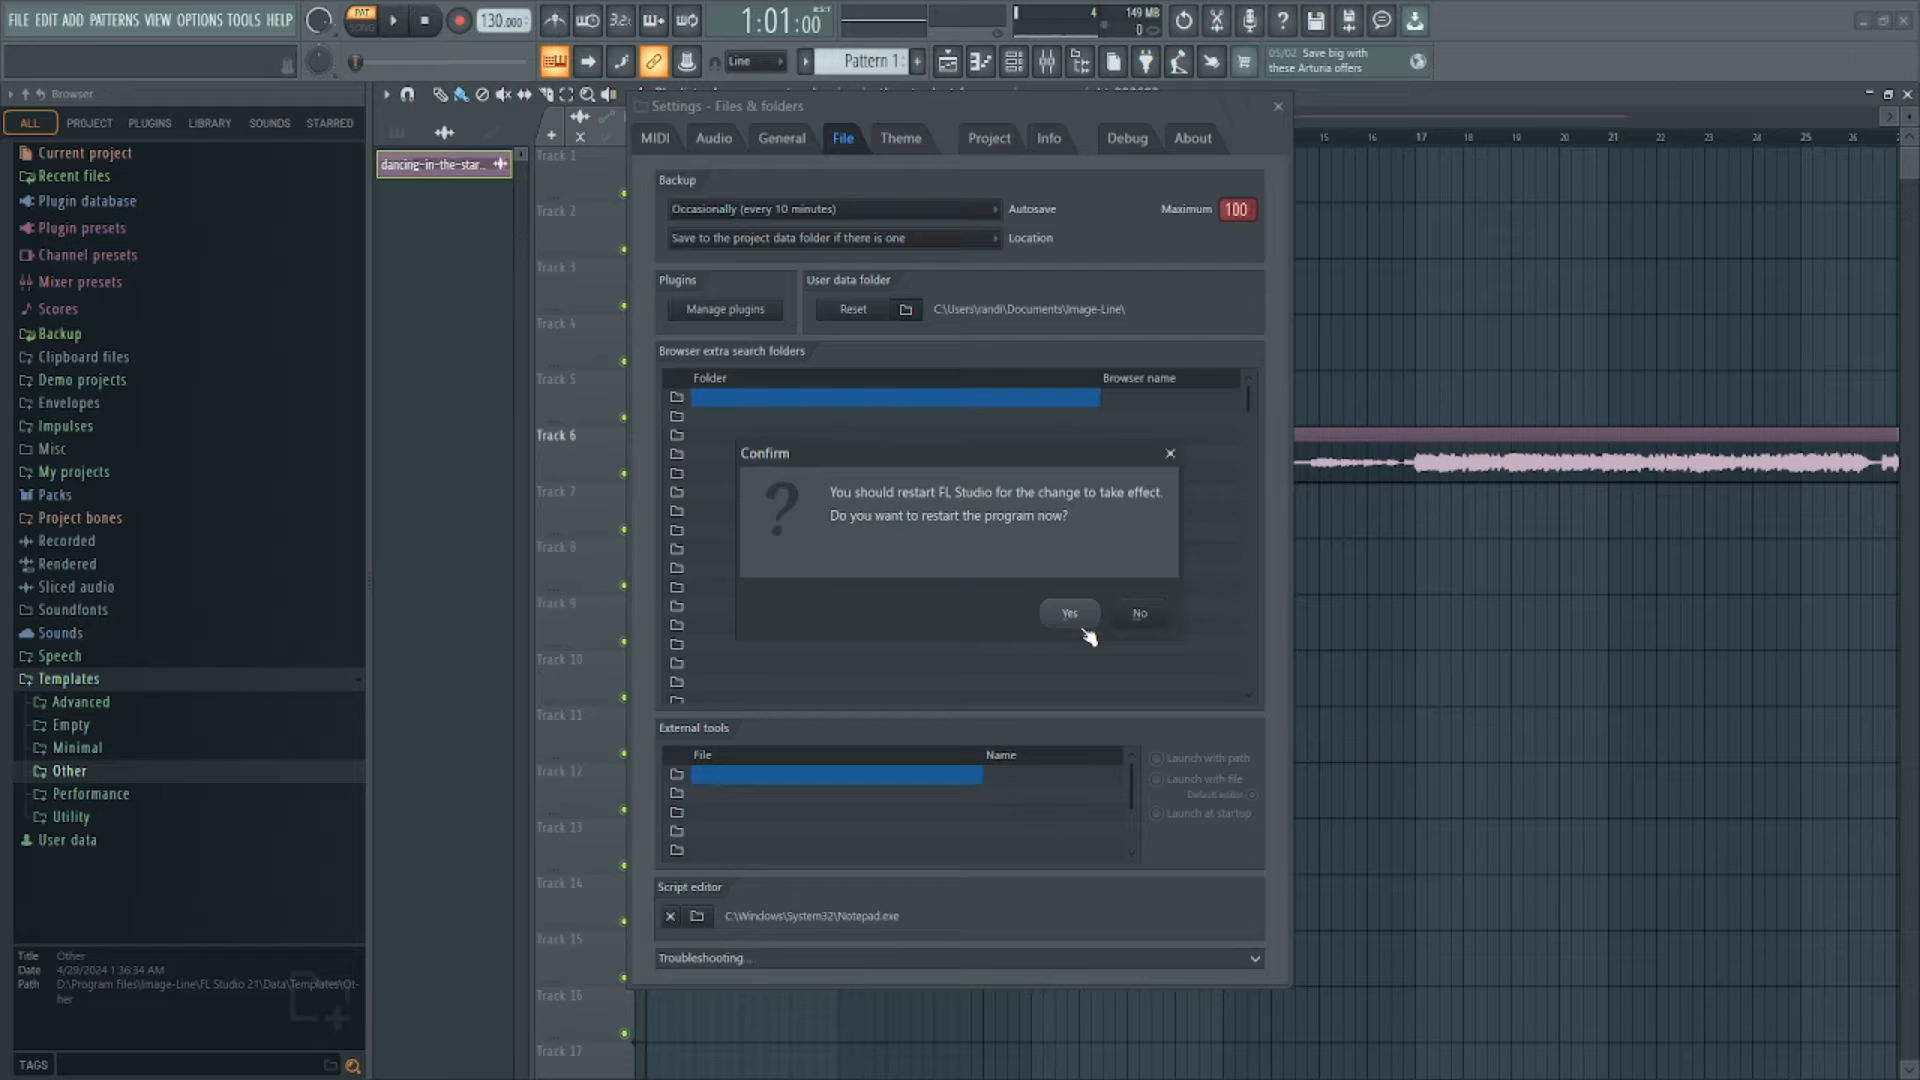 FILE EDIT ADD PATTERNS VIEW OPTIONS TOOLS HELP
PAT
SONG
130.000
3.2:
1:01:00
4
149 MB
0
Line
Pattern 1
05/02 Save big with
these Arturia offers
Browser
ALL PROJECT PLUGINS LIBRARY SOUNDS STARRED
Current project
Recent files
Plugin database
Plugin presets
Channel presets
Mixer presets
Scores
Backup
Clipboard files
Demo projects
Envelopes
Impulses
Misc
My projects
Packs
Project bones
Recorded
Rendered
Sliced audio
Soundfonts
Sounds
Speech
Templates
Advanced
Empty
Minimal
Other
Performance
Utility
User data
Title Other
Date 4/29/2024 1:36:34 AM
Path D:\Program Files\Image-Line\FL Studio 21\Data\Templates\Ot-
her
TAGS
dancing-in-the-star..
Track 1
Track 2
Track 3
Track 4
Track 5
Track 6
Track 7
Track 8
Track 9
Track 10
Track 11
Track 12
Track 13
Track 14
Track 15
Track 16
Track 17
Settings - Files & folders
MIDI Audio General File Theme Project Info Debug About
Backup
Occasionally (every 10 minutes) Autosave Maximum 100
Save to the project data folder if there is one Location
Plugins
Manage plugins
User data folder
Reset C:\Users\randi\Documents\Image-Line\
Browser extra search folders
Folder Browser name
Confirm
You should restart FL Studio for the change to take effect.
Do you want to restart the program now?
Yes No
External tools
File Name
Launch with path
Launch with file
Default editor
Launch at startup
Script editor
C:\Windows\System32\Notepad.exe
Troubleshooting...
15 16 17 18 19 20 21 22 23 24 25 26